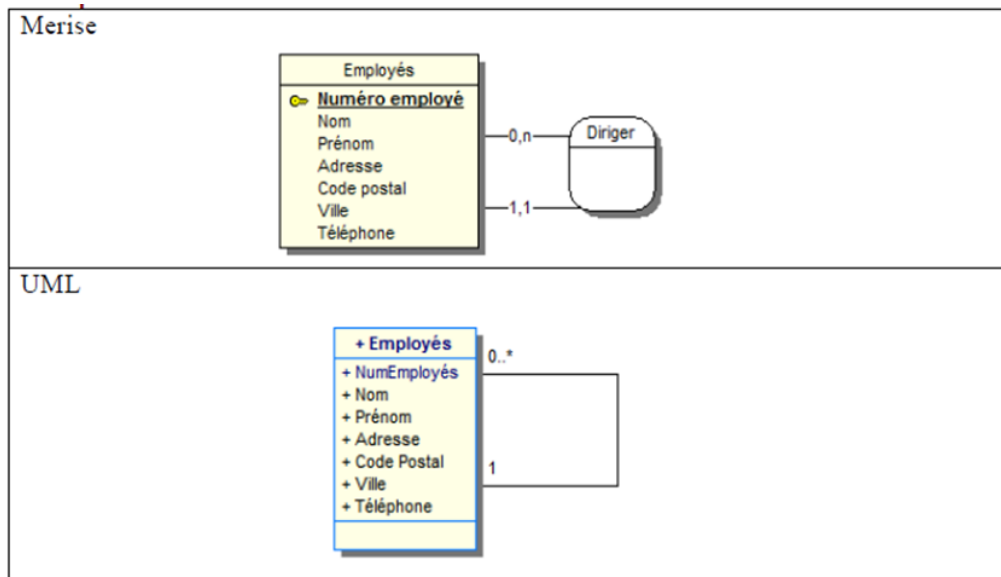 Merise
Employés
Numéro employé
Nom
Prénom
Adresse
Code postal
Ville
Téléphone
0,n
1,1
Diriger
UML
+ Employés
+ NumEmployés
+ Nom
+ Prénom
+ Adresse
+ Code Postal
+ Ville
+ Téléphone
0..*
1